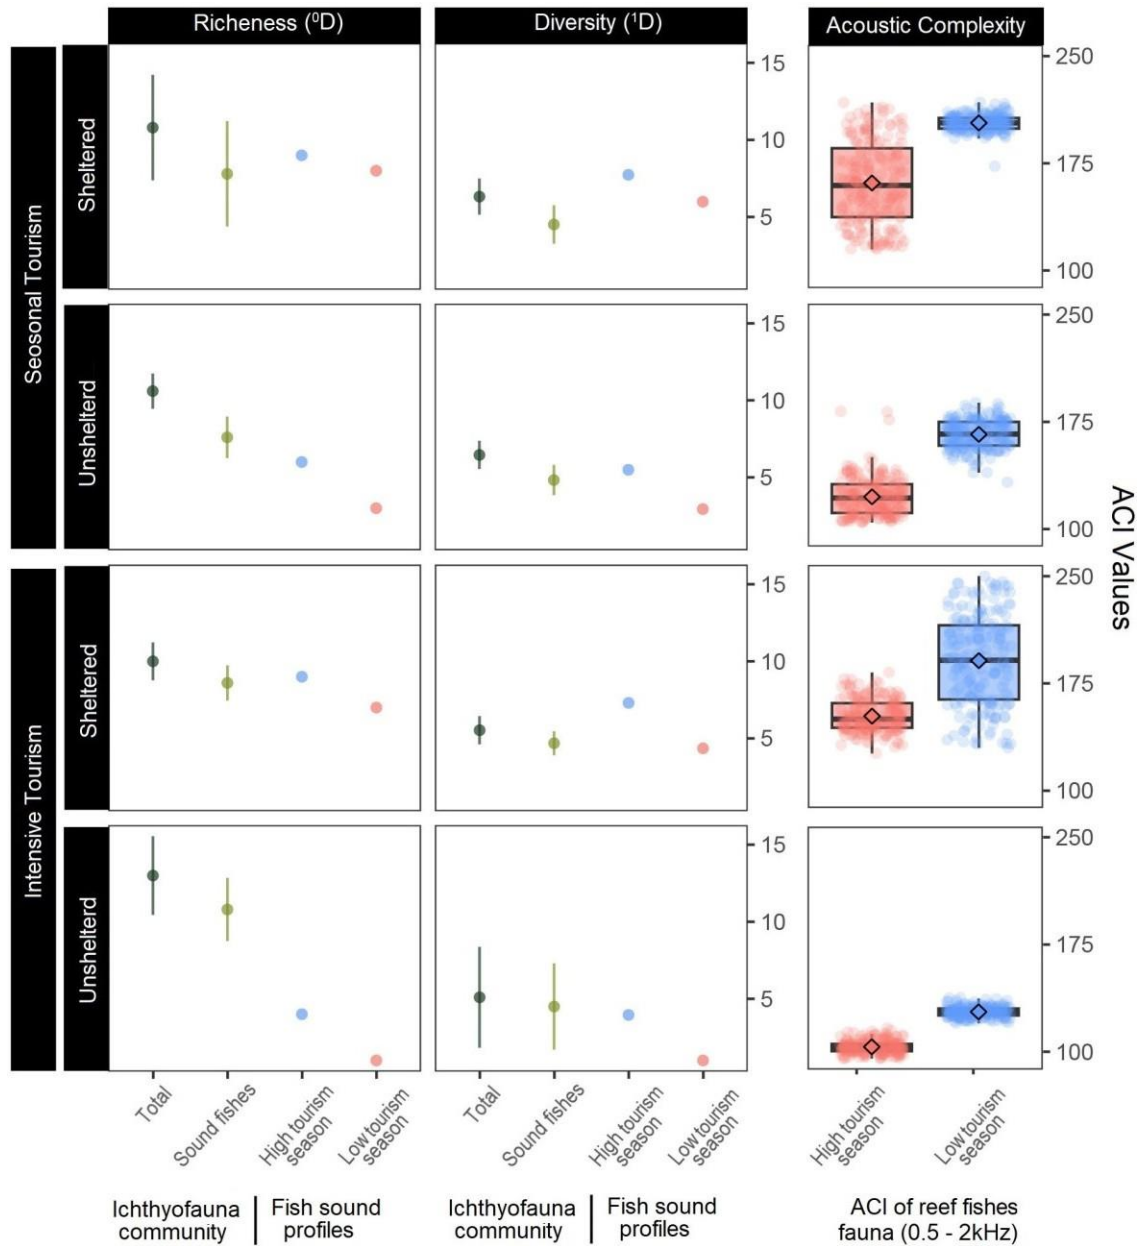 Richeness (⁰D)
Diversity (¹D)
Acoustic Complexity
Seosonal Tourism
Sheltered
15
10
5
250
175
100
Unshelterd
15
10
5
250
175
100
ACI Values
Intensive Tourism
Sheltered
15
10
5
250
175
100
Unshelterd
15
10
5
250
175
100
Total
Sound fishes
High tourism
season
Low tourism
season
Total
Sound fishes
High tourism
season
Low tourism
season
High tourism
season
Low tourism
season
Ichthyofauna
community
Fish sound
profiles
Ichthyofauna
community
Fish sound
profiles
ACI of reef fishes
fauna (0.5 - 2kHz)